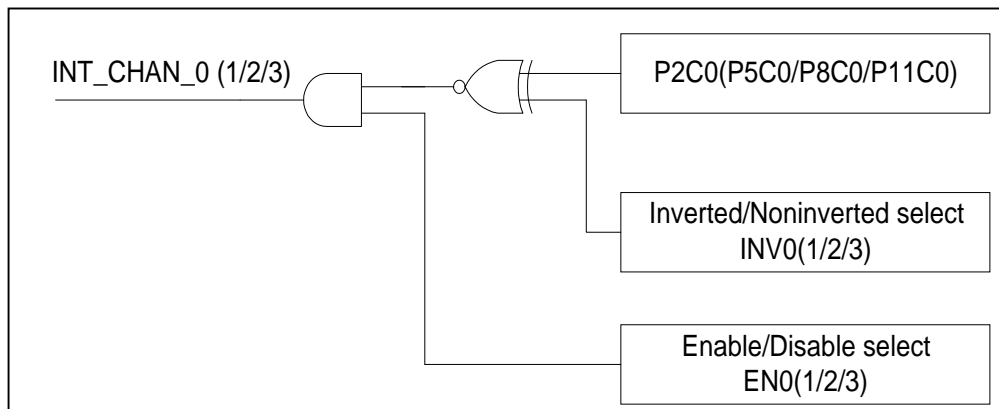 INT_CHAN_0 (1/2/3)
P2C0(P5C0/P8C0/P11C0)
Inverted/Noninverted select
INV0(1/2/3)
Enable/Disable select
EN0(1/2/3)